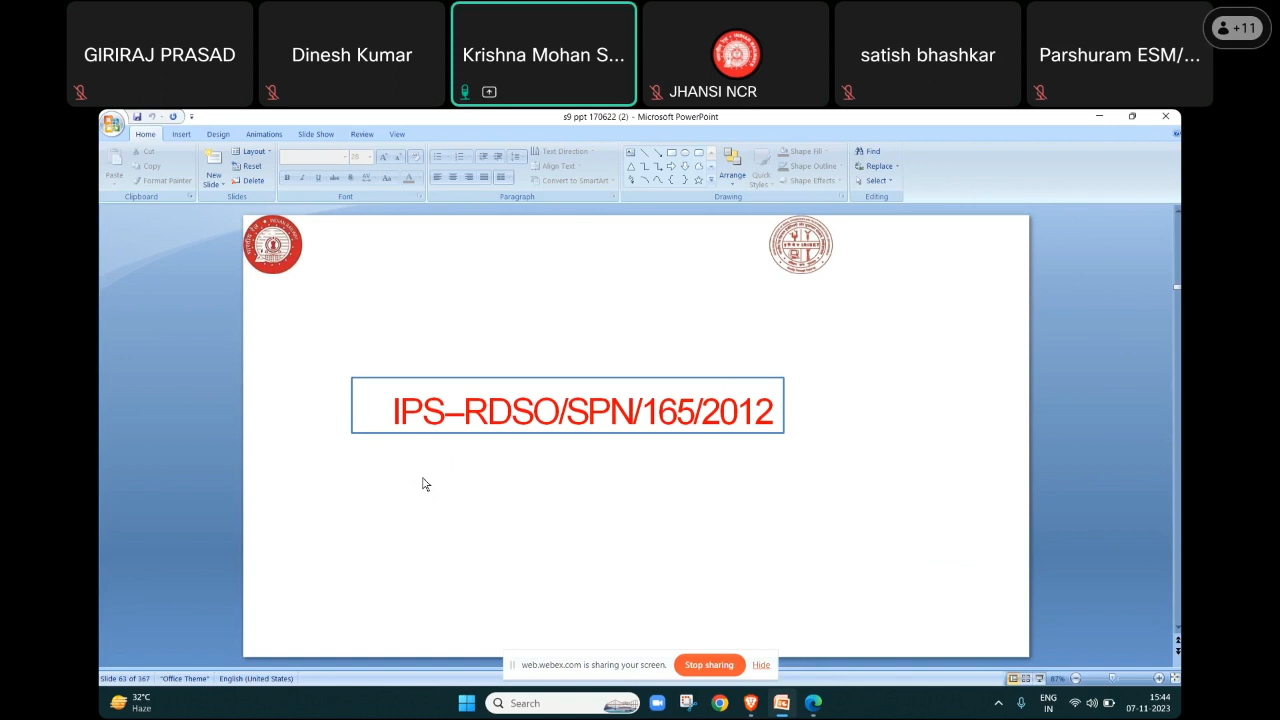 GIRIRAJ PRASAD
Dinesh Kumar
Krishna Mohan S...
JHANSI NCR
satish bhashkar
Parshuram ESM/...
+11
s9 ppt 170622 (2) - Microsoft PowerPoint
Home Insert Design Animations Slide Show Review View
Paste
Cut
Copy
Format Painter
Clipboard
New Slide
Layout
Reset
Delete
Slides
28
Font
Text Direction
Align Text
Convert to SmartArt
Paragraph
Arrange
Quick Styles
Shape Fill
Shape Outline
Shape Effects
Drawing
Find
Replace
Select
Editing
IPS–RDSO/SPN/165/2012
web.webex.com is sharing your screen. Stop sharing Hide
Slide 63 of 367 "Office Theme" English (United States) 87%
32°C
Haze
Search
ENG
IN
15:44
07-11-2023